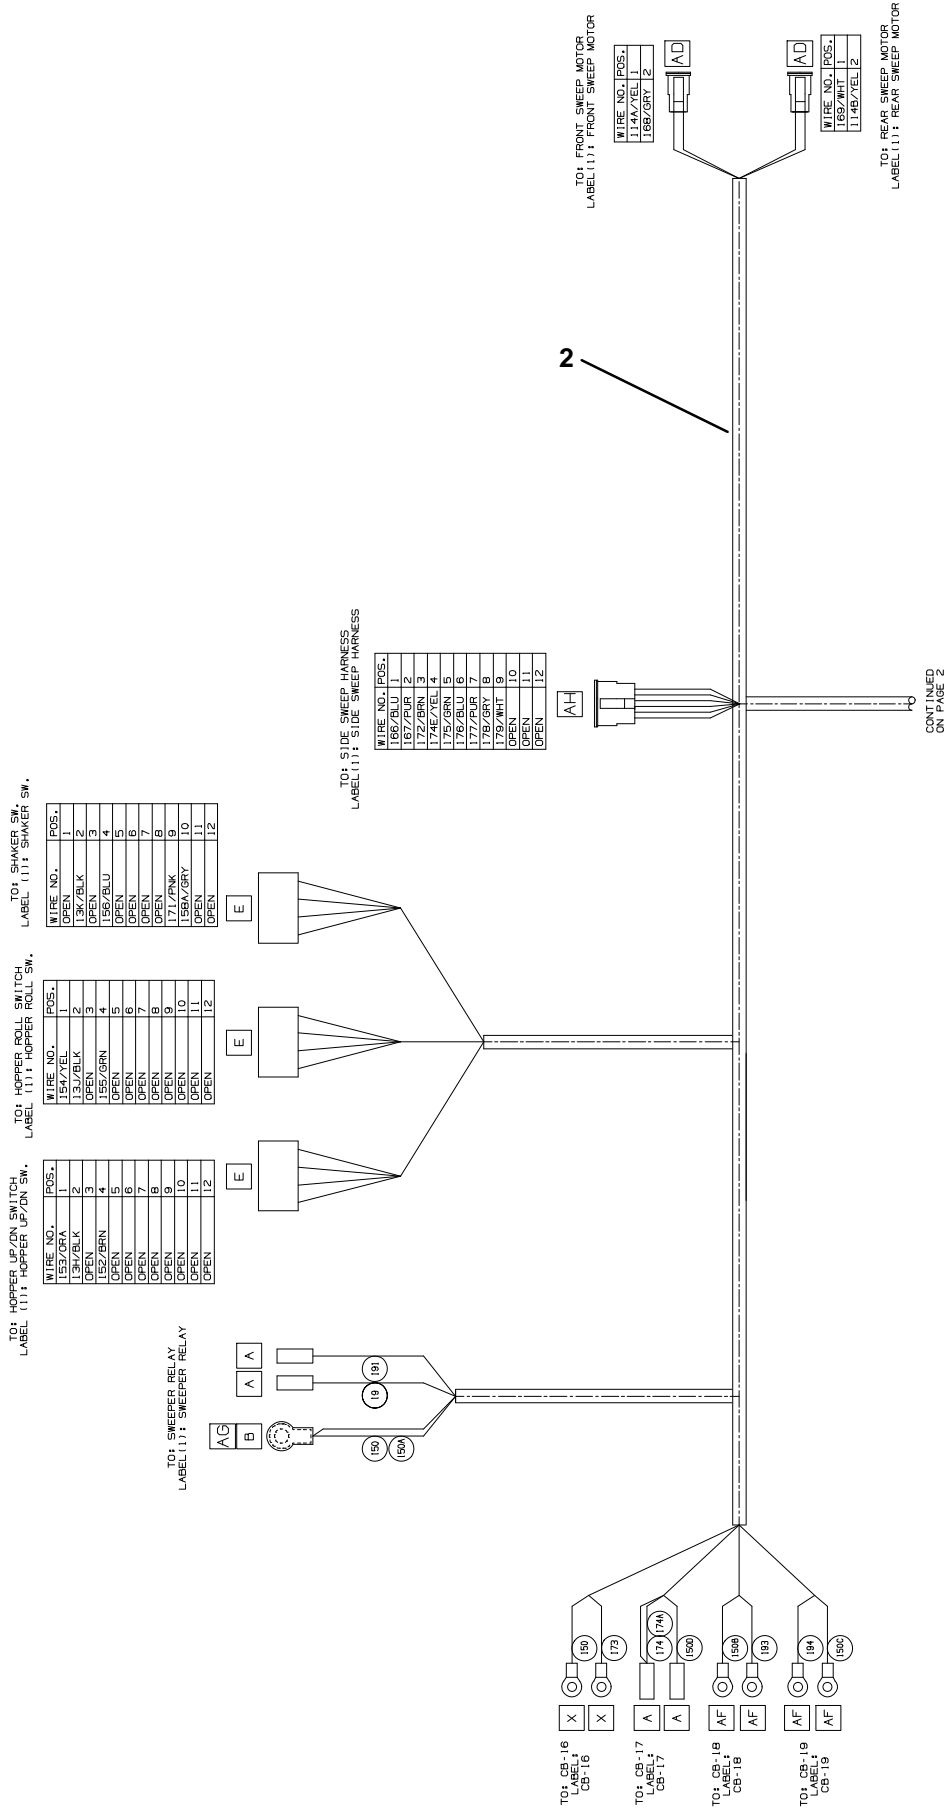 TO: FRONT SWEEP MOTOR
LABEL(1): FRONT SWEEP MOTOR
WIRE NO. POS.
114A/YEL 1
168/GRY 2
AD
AD
WIRE NO. POS.
169/WHT 1
114B/YEL 2
TO: REAR SWEEP MOTOR
LABEL(1): REAR SWEEP MOTOR
2
TO: SIDE SWEEP HARNESS
LABEL(1): SIDE SWEEP HARNESS
WIRE NO. POS.
166/BLU 1
167/PUR 2
172/BRN 3
174E/YEL 4
175/GRN 5
176/BLU 6
177/PUR 7
178/GRY 8
179/WHT 9
OPEN 10
OPEN 11
OPEN 12
AH
CONTINUED
ON PAGE 2
TO: SHAKER SW.
LABEL (1): SHAKER SW.
WIRE NO. POS.
OPEN 1
13K/BLK 2
OPEN 3
156/BLU 4
OPEN 5
OPEN 6
OPEN 7
OPEN 8
171/PNK 9
158A/GRY 10
OPEN 11
OPEN 12
E
TO: HOPPER ROLL SWITCH
LABEL (1): HOPPER ROLL SW.
WIRE NO. POS.
154/YEL 1
13J/BLK 2
OPEN 3
155/GRN 4
OPEN 5
OPEN 6
OPEN 7
OPEN 8
OPEN 9
OPEN 10
OPEN 11
OPEN 12
E
TO: HOPPER UP/DN SWITCH
LABEL (1): HOPPER UP/DN SW.
WIRE NO. POS.
153/ORA 1
13H/BLK 2
OPEN 3
152/BRN 4
OPEN 5
OPEN 6
OPEN 7
OPEN 8
OPEN 9
OPEN 10
OPEN 11
OPEN 12
E
TO: SWEEPER RELAY
LABEL(1): SWEEPER RELAY
A
A
AG
B
191
19
150
150A
150
173
174
174A
150D
150B
193
194
150C
X
X
A
A
AF
AF
AF
AF
TO: CB-16
LABEL:
CB-16
TO: CB-17
LABEL:
CB-17
TO: CB-18
LABEL:
CB-18
TO: CB-19
LABEL:
CB-19